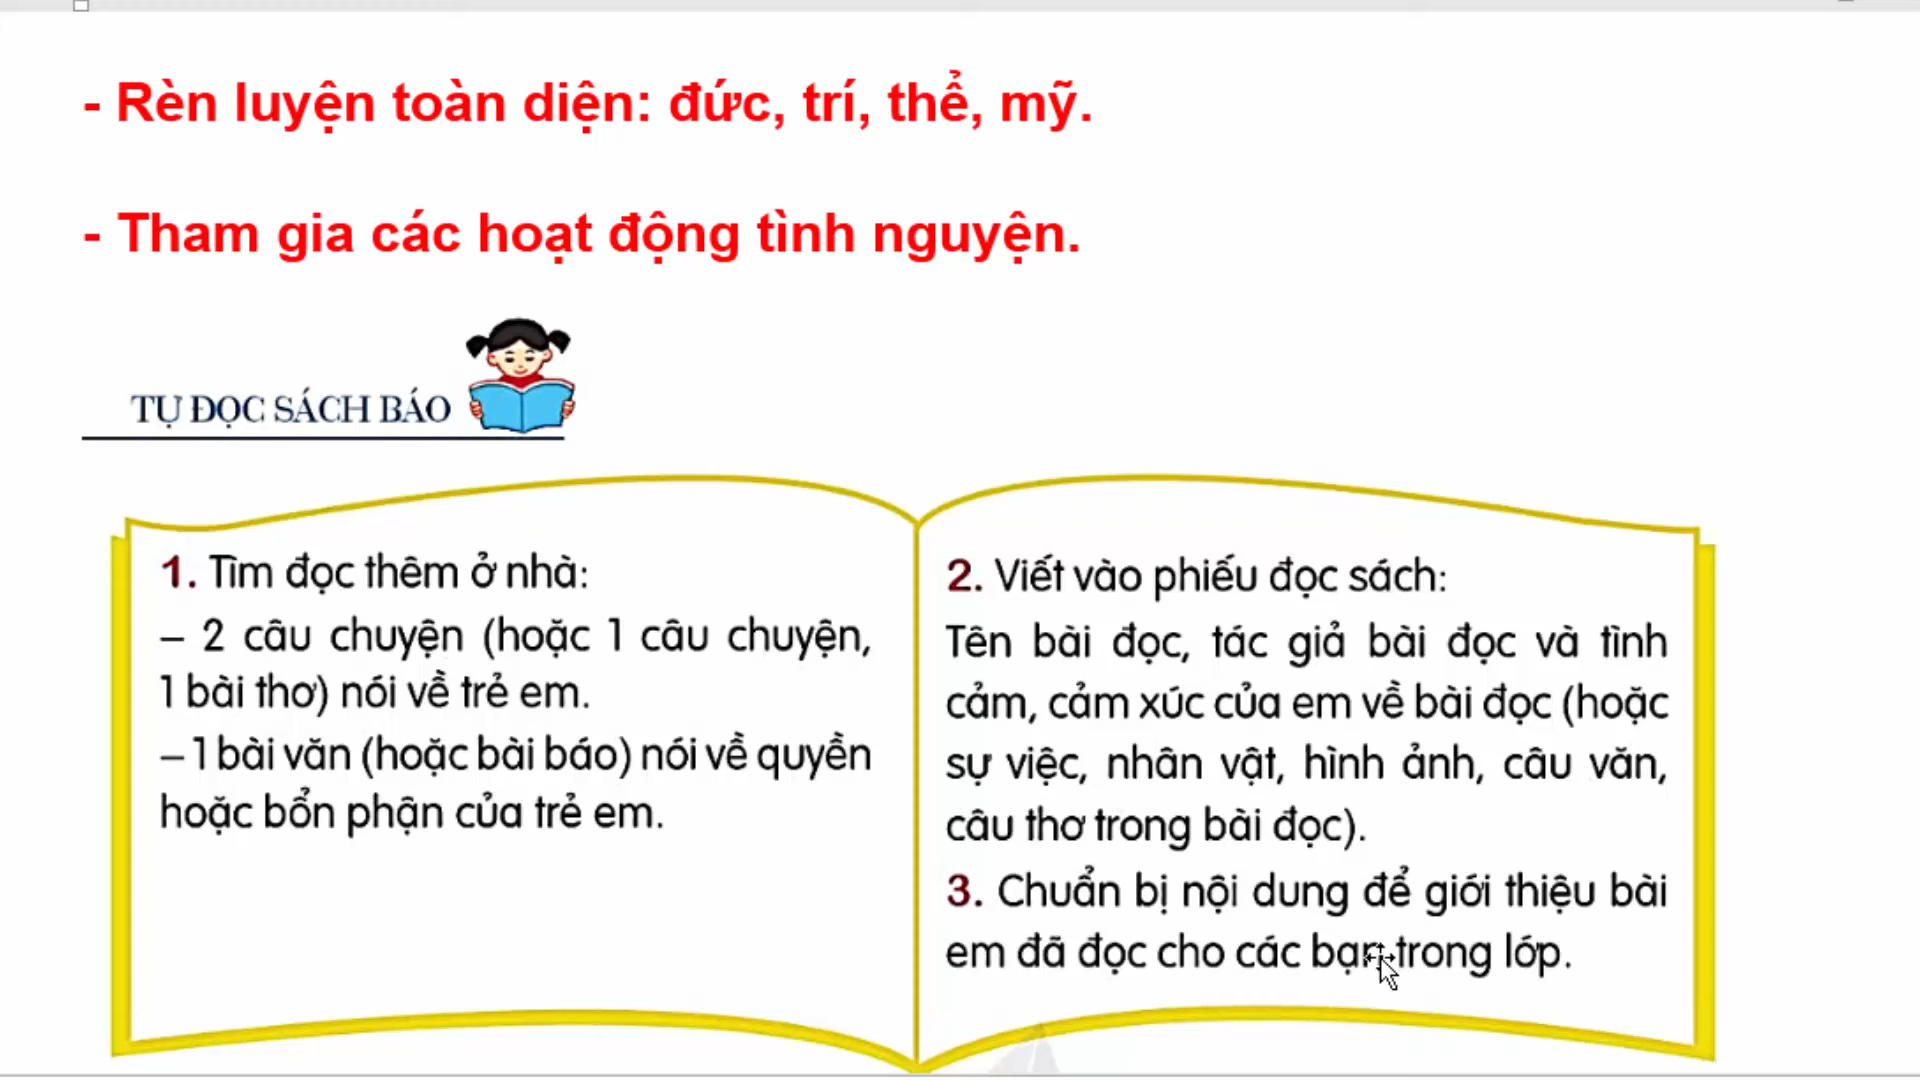 - Rèn luyện toàn diện: đức, trí, thể, mỹ.
- Tham gia các hoạt động tình nguyện.
TỰ ĐỌC SÁCH BÁO
1. Tìm đọc thêm ở nhà:
– 2 câu chuyện (hoặc 1 câu chuyện,
1 bài thơ) nói về trẻ em.
– 1 bài văn (hoặc bài báo) nói về quyền
hoặc bổn phận của trẻ em.
2. Viết vào phiếu đọc sách:
Tên bài đọc, tác giả bài đọc và tình
cảm, cảm xúc của em về bài đọc (hoặc
sự việc, nhân vật, hình ảnh, câu văn,
câu thơ trong bài đọc).
3. Chuẩn bị nội dung để giới thiệu bài
em đã đọc cho các bạn trong lớp.